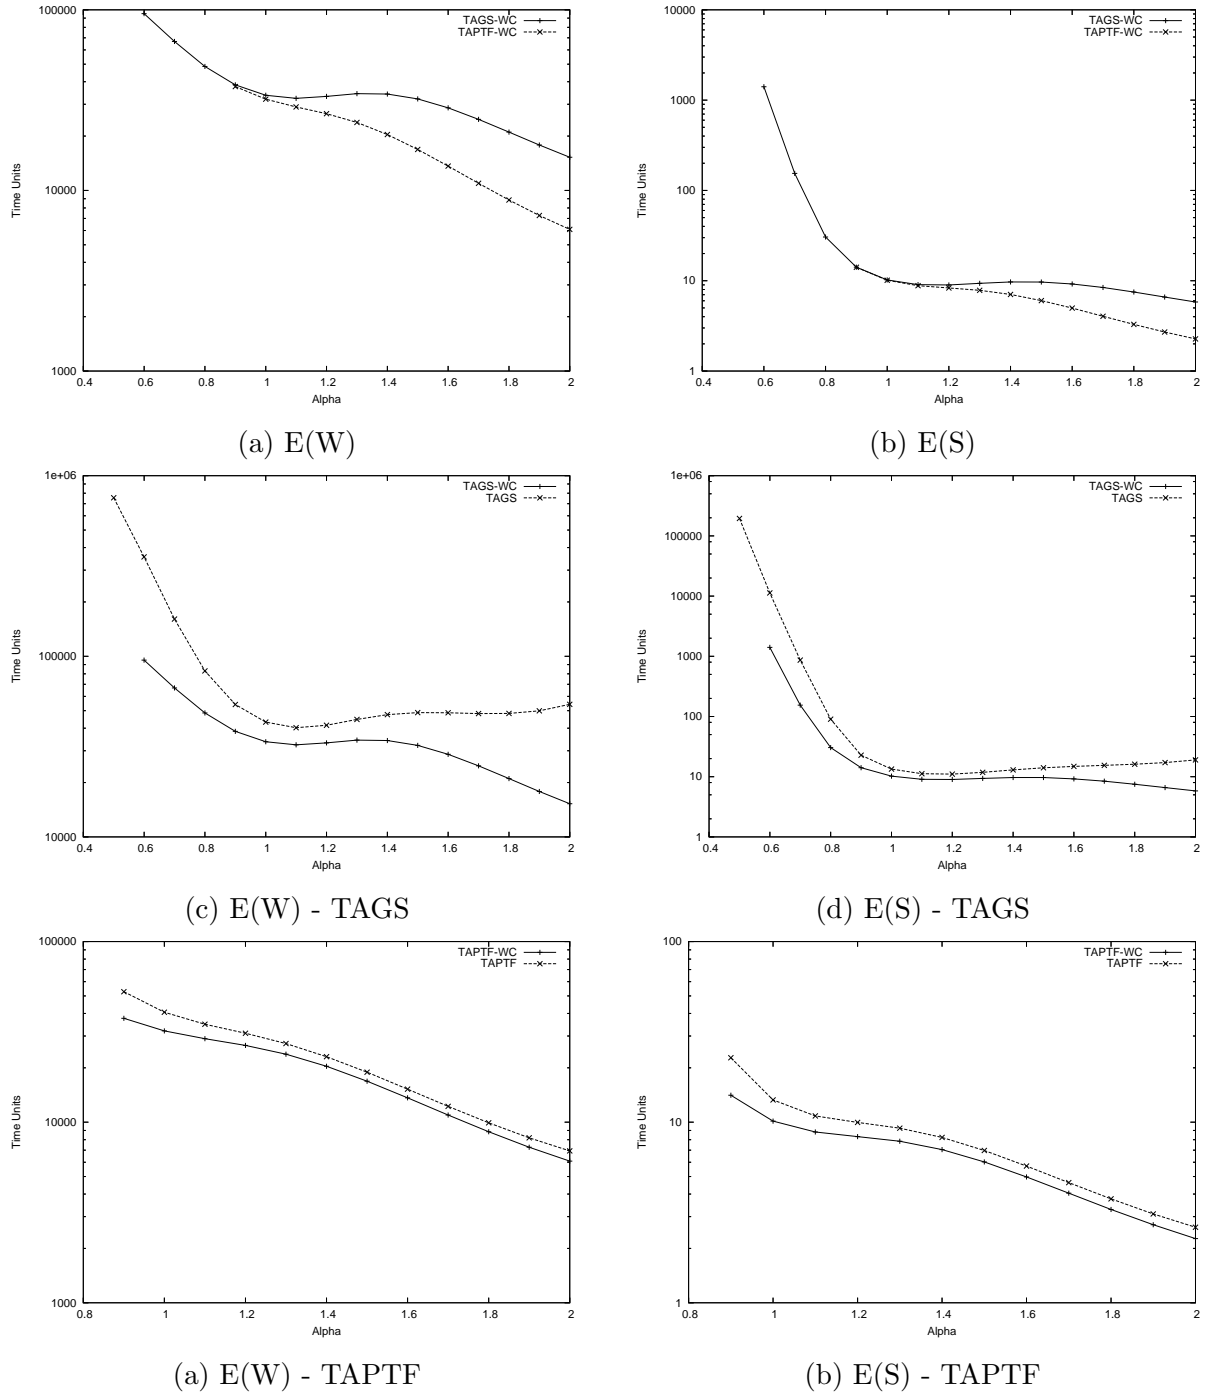 100000
10000
1000
Time Units
0.4 0.6 0.8 1 1.2 1.4 1.6 1.8 2
Alpha
TAGS-WC
TAPTF-WC
(a) E(W)
10000
1000
100
10
1
Time Units
0.4 0.6 0.8 1 1.2 1.4 1.6 1.8 2
Alpha
TAGS-WC
TAPTF-WC
(b) E(S)
1e+06
100000
10000
Time Units
0.4 0.6 0.8 1 1.2 1.4 1.6 1.8 2
Alpha
TAGS-WC
TAGS
(c) E(W) - TAGS
1e+06
100000
10000
1000
100
10
1
Time Units
0.4 0.6 0.8 1 1.2 1.4 1.6 1.8 2
Alpha
TAGS-WC
TAGS
(d) E(S) - TAGS
100000
10000
1000
Time Units
0.8 1 1.2 1.4 1.6 1.8 2
Alpha
TAPTF-WC
TAPTF
(a) E(W) - TAPTF
100
10
1
Time Units
0.8 1 1.2 1.4 1.6 1.8 2
Alpha
TAPTF-WC
TAPTF
(b) E(S) - TAPTF